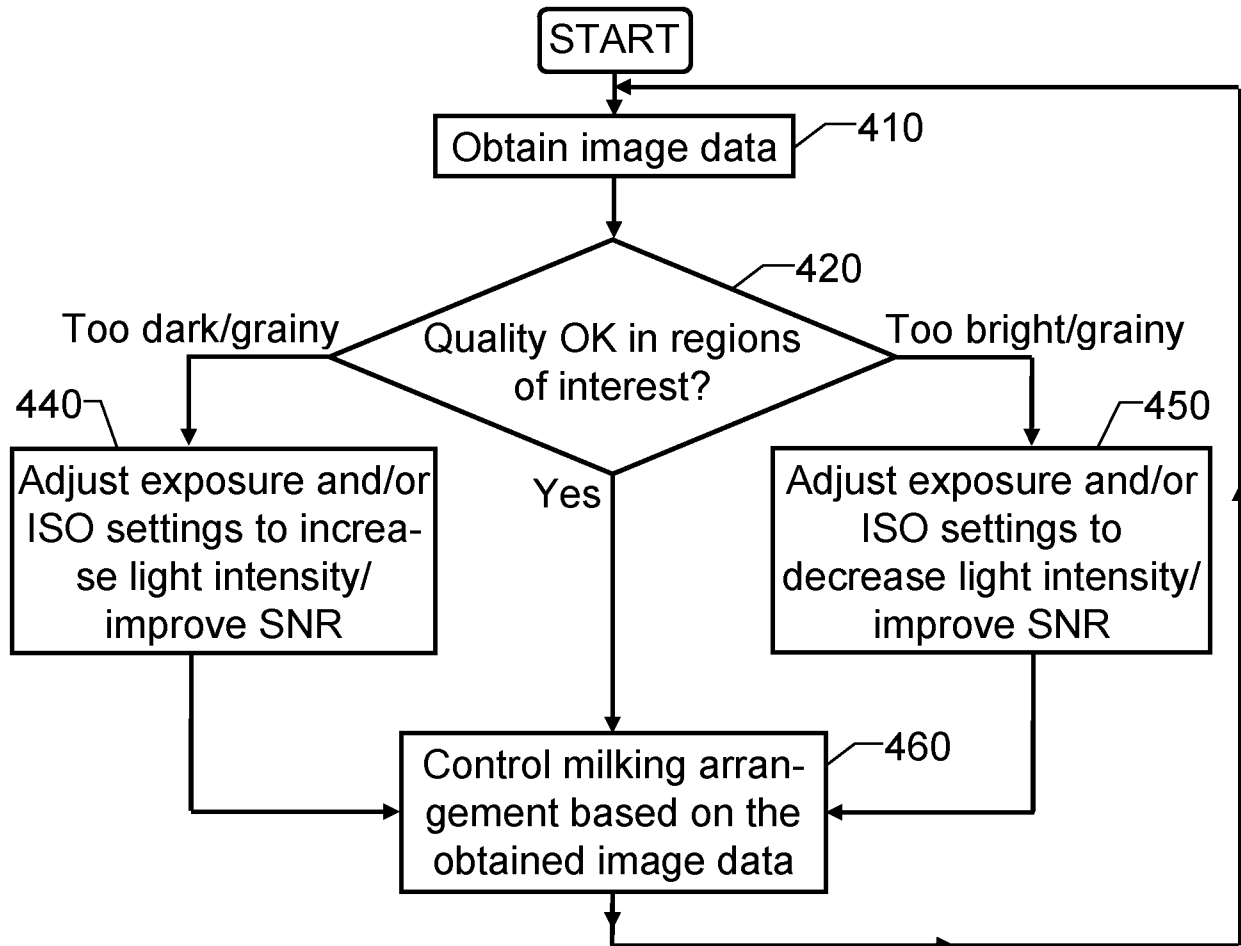 START
Obtain image data
410
420
Too dark/grainy
Quality OK in regions
of interest?
Too bright/grainy
440
450
Yes
Adjust exposure and/or
ISO settings to increa-
se light intensity/
improve SNR
Adjust exposure and/or
ISO settings to
decrease light intensity/
improve SNR
460
Control milking arran-
gement based on the
obtained image data